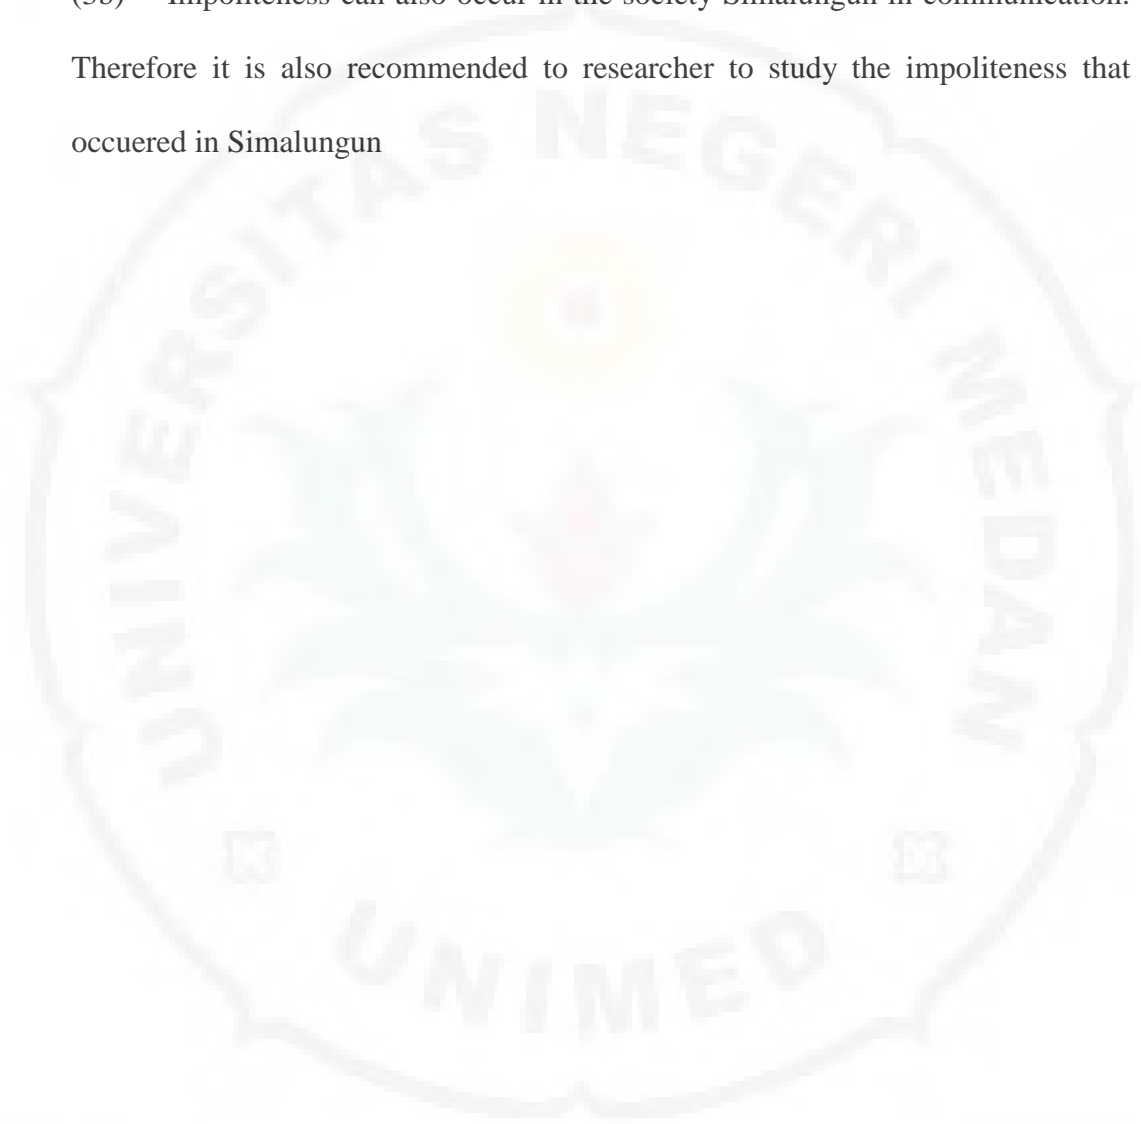 (3b) Impoliteness can also occur in the society Simalungun in communication.
Therefore it is also recommended to researcher to study the impoliteness that
occuered in Simalungun
UNIVERSITAS NEGERI MEDAN
UNIMED